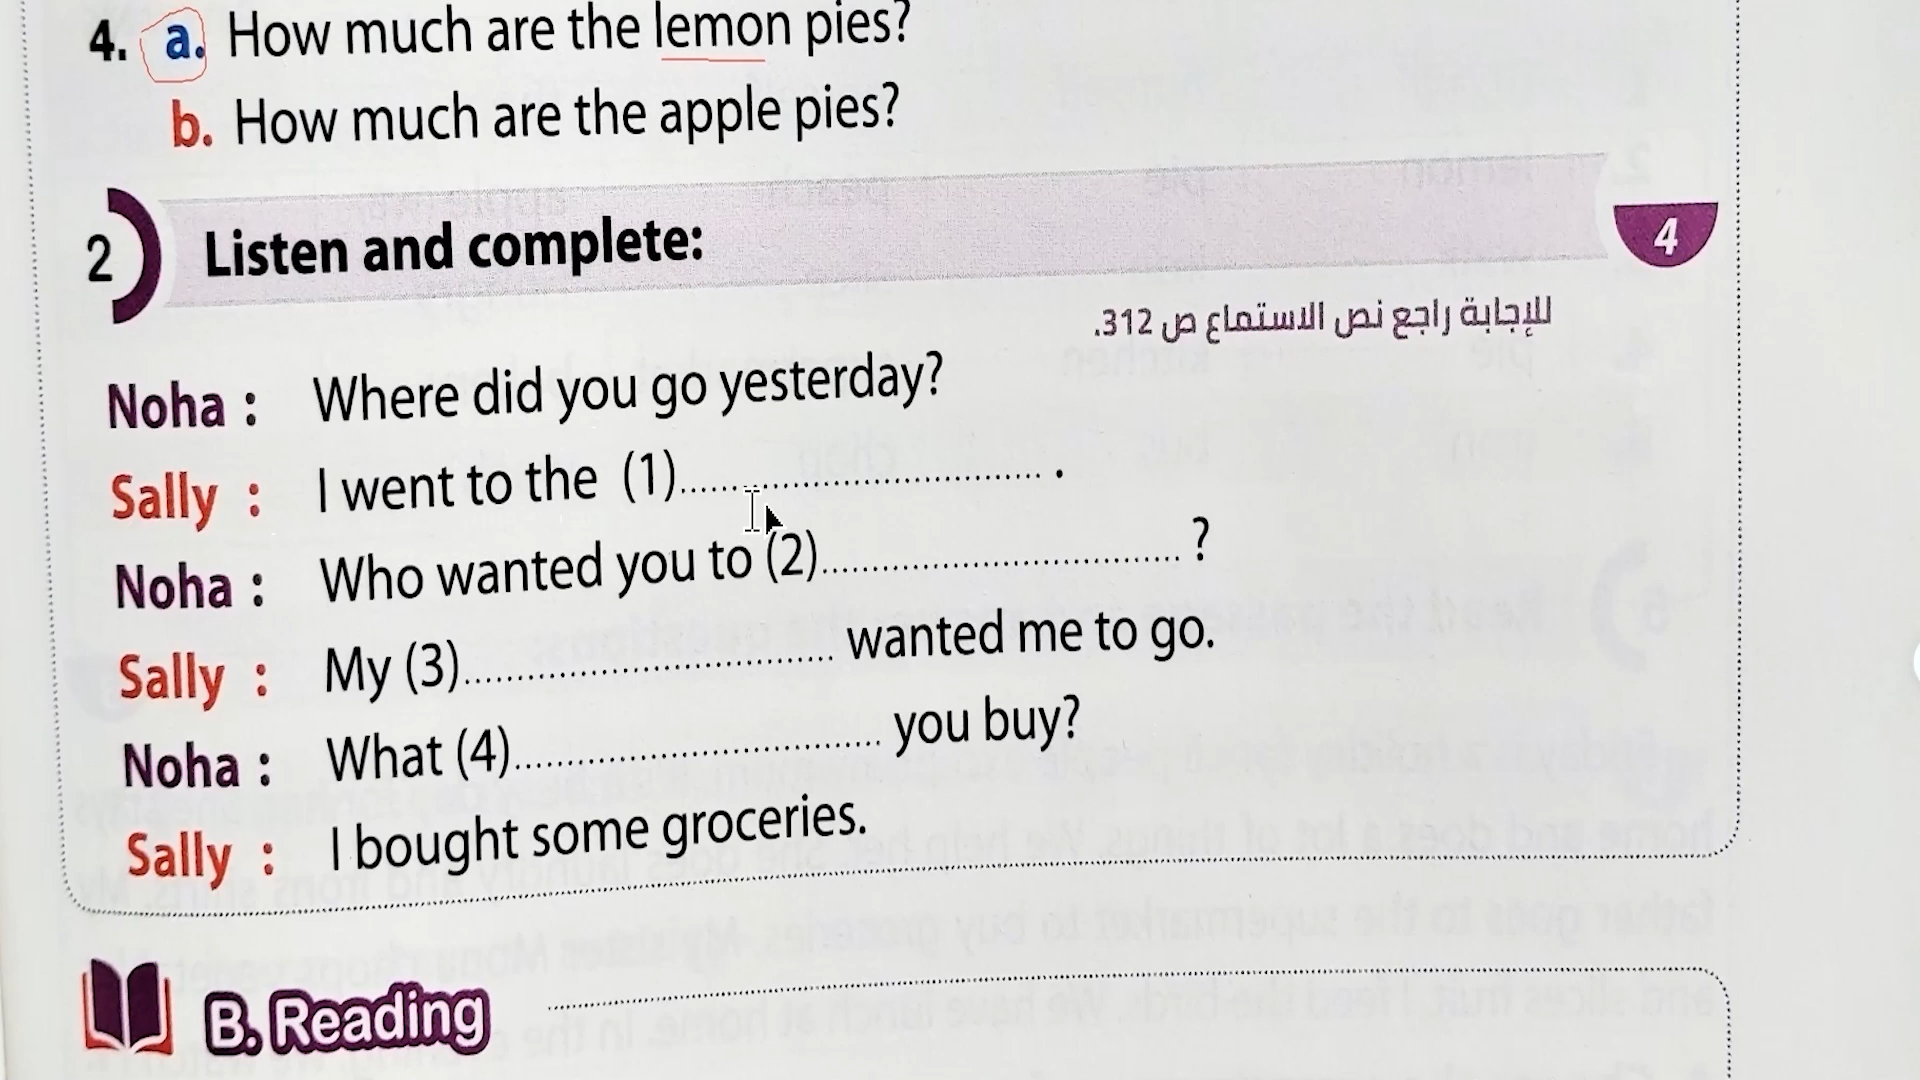 4. a. How much are the lemon pies?
b. How much are the apple pies?
2 Listen and complete: 4
للإجابة راجع نص الاستماع ص 312.
Noha : Where did you go yesterday?
Sally : I went to the (1)........................................ .
Noha : Who wanted you to (2)........................................ ?
Sally : My (3)........................................ wanted me to go.
Noha : What (4)........................................ you buy?
Sally : I bought some groceries.
B. Reading